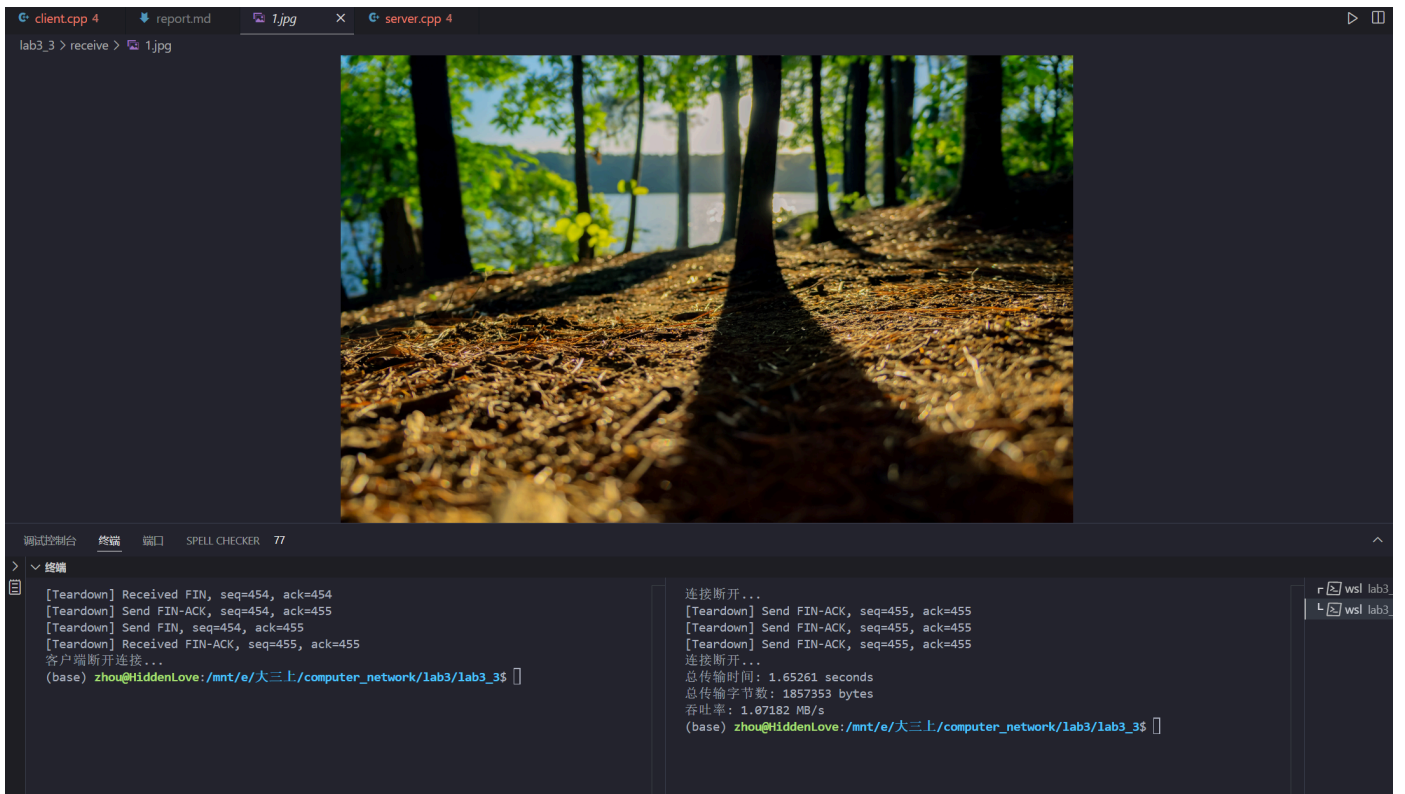 client.cpp 4
report.md
1.jpg
server.cpp 4
lab3_3 > receive > 1.jpg
调试控制台
终端
端口
SPELL CHECKER 77
终端
[Teardown] Received FIN, seq=454, ack=454
[Teardown] Send FIN-ACK, seq=454, ack=455
[Teardown] Send FIN, seq=454, ack=455
[Teardown] Received FIN-ACK, seq=455, ack=455
客户端断开连接...
(base) zhou@HiddenLove:/mnt/e/大三上/computer_network/lab3/lab3_3$
连接断开...
[Teardown] Send FIN-ACK, seq=455, ack=455
[Teardown] Send FIN-ACK, seq=455, ack=455
[Teardown] Send FIN-ACK, seq=455, ack=455
连接断开...
总传输时间: 1.65261 seconds
总传输字节数: 1857353 bytes
吞吐率: 1.07182 MB/s
(base) zhou@HiddenLove:/mnt/e/大三上/computer_network/lab3/lab3_3$
wsl lab3_
wsl lab3_